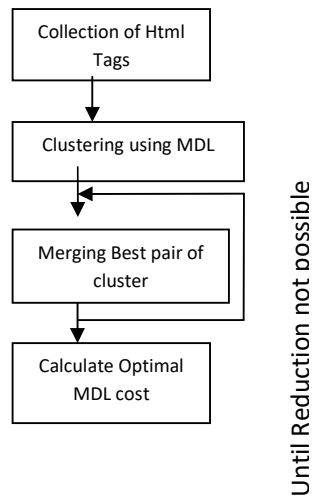 Collection of Html
Tags
Clustering using MDL
Merging Best pair of
cluster
Calculate Optimal
MDL cost
Until Reduction not possible